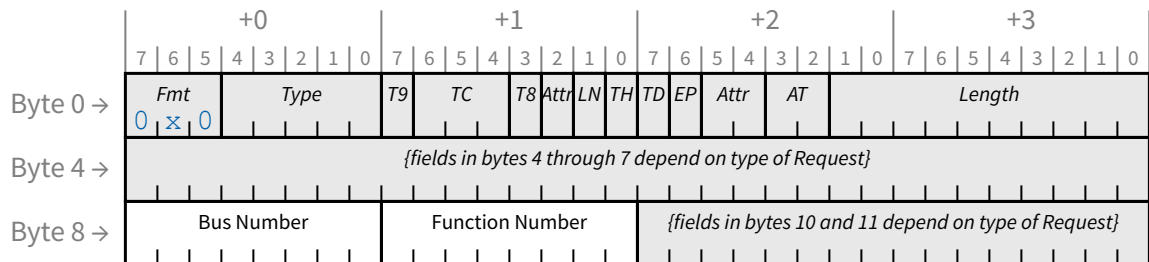 +0 +1 +2 +3
7 6 5 4 3 2 1 0 7 6 5 4 3 2 1 0 7 6 5 4 3 2 1 0 7 6 5 4 3 2 1 0
Byte 0 → Fmt Type T9 TC T8 Attr LN TH TD EP Attr AT Length
0 x 0
Byte 4 → {fields in bytes 4 through 7 depend on type of Request}
Byte 8 → Bus Number Function Number {fields in bytes 10 and 11 depend on type of Request}